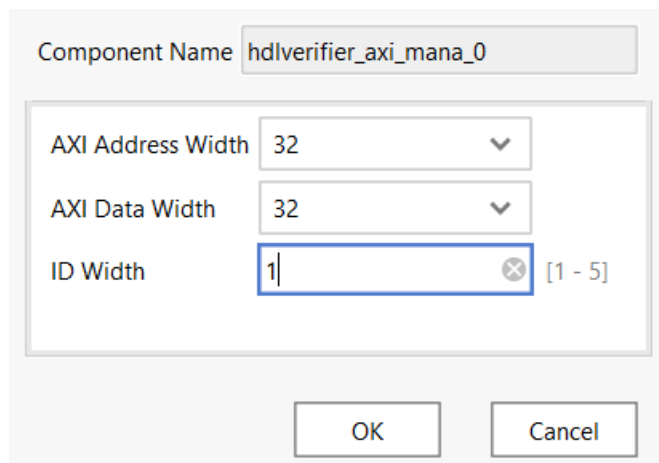 Component Name hdlverifier_axi_mana_0
AXI Address Width 32
AXI Data Width 32
ID Width 1 [1 - 5]
OK Cancel